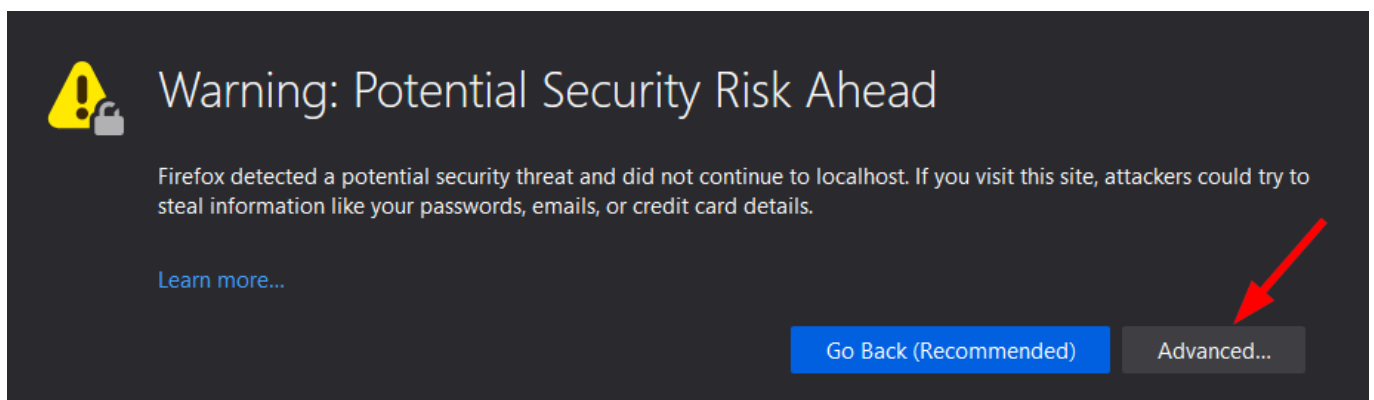 Warning: Potential Security Risk Ahead
Firefox detected a potential security threat and did not continue to localhost. If you visit this site, attackers could try to
steal information like your passwords, emails, or credit card details.
Learn more...
Go Back (Recommended)
Advanced...